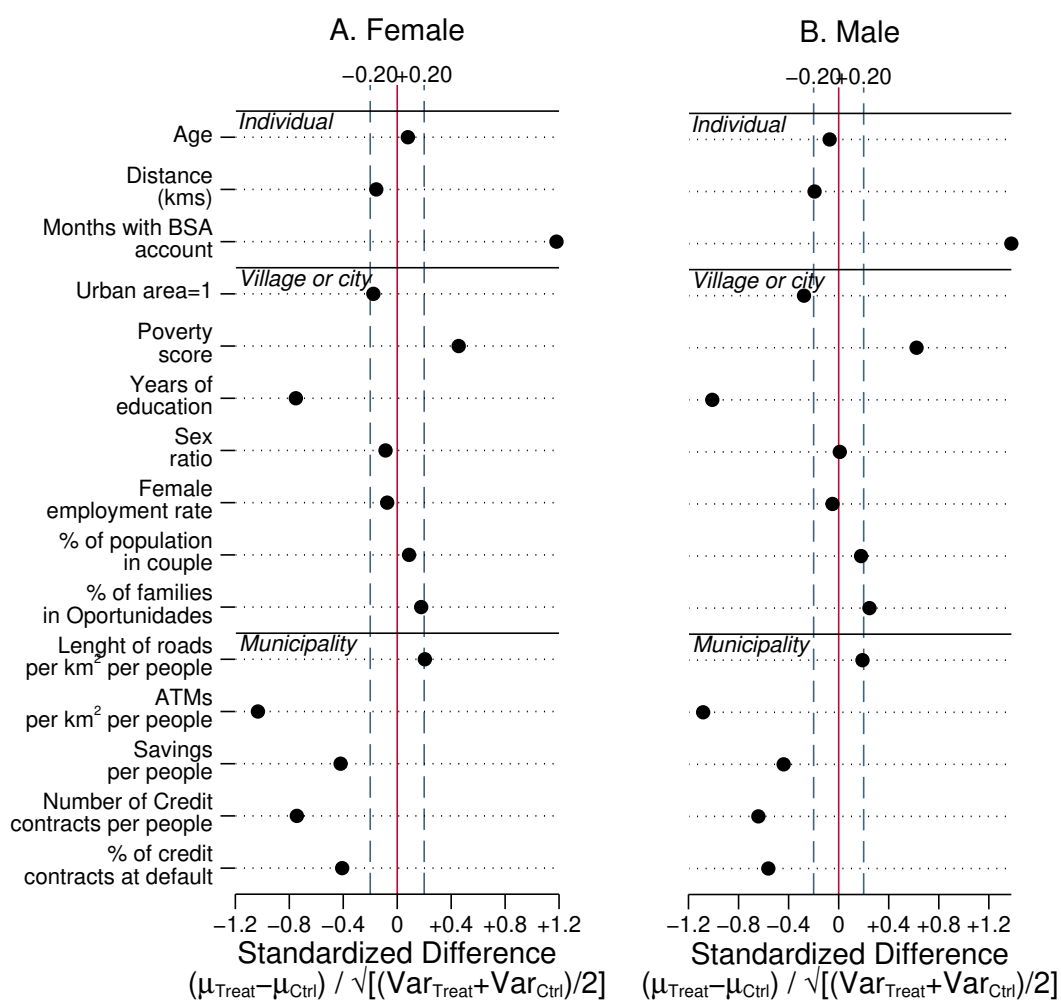 A. Female
B. Male
−0.20 +0.20
−0.20 +0.20
Individual
Individual
Age
Distance
(kms)
Months with BSA
account
Village or city
Village or city
Urban area=1
Poverty
score
Years of
education
Sex
ratio
Female
employment rate
% of population
in couple
% of families
in Oportunidades
Municipality
Municipality
Lenght of roads
per km² per people
ATMs
per km² per people
Savings
per people
Number of Credit
contracts per people
% of credit
contracts at default
−1.2 −0.8 −0.4 0 +0.4 +0.8 +1.2
−1.2 −0.8 −0.4 0 +0.4 +0.8 +1.2
Standardized Difference
Standardized Difference
(μTreat−μCtrl) / √[(VarTreat+VarCtrl)/2]
(μTreat−μCtrl) / √[(VarTreat+VarCtrl)/2]